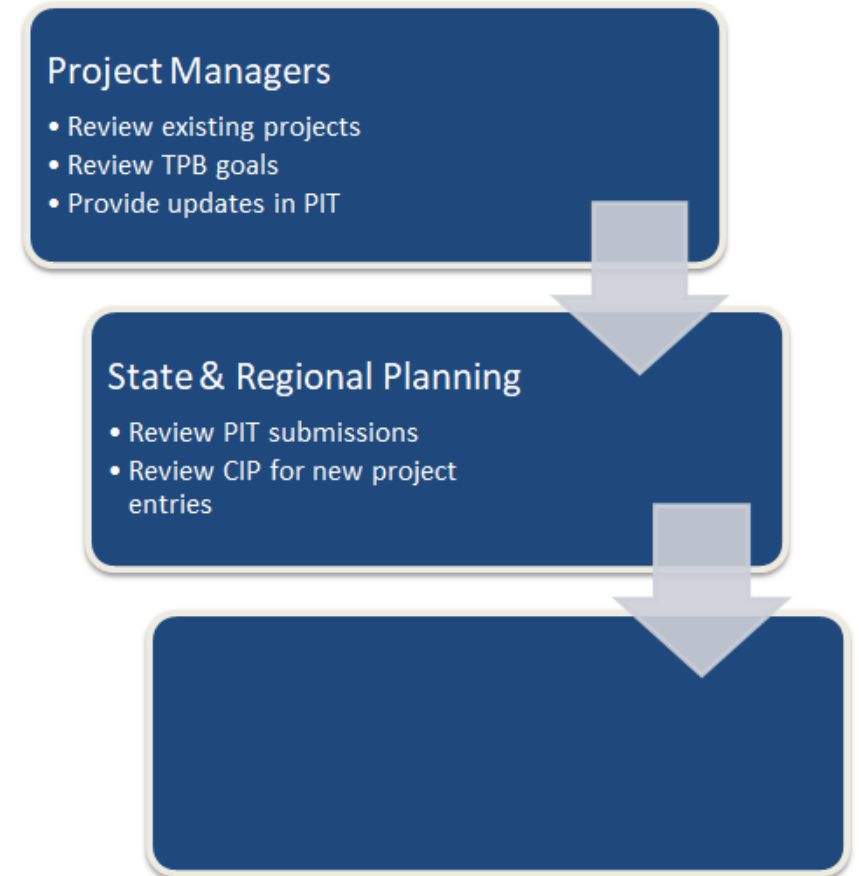 Project Managers
• Review existing projects
• Review TPB goals
• Provide updates in PIT
State & Regional Planning
• Review PIT submissions
• Review CIP for new project
entries